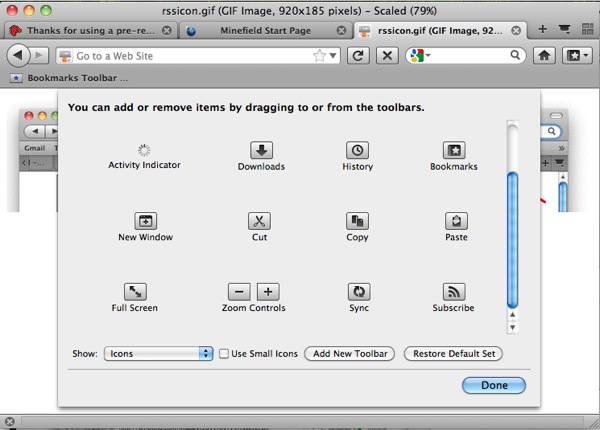 rssicon.gif (GIF Image, 920x185 pixels) – Scaled (79%)
Thanks for using a pre-re...
Minefield Start Page
rssicon.gif (GIF Image, 92...
Go to a Web Site
Bookmarks Toolbar ...
You can add or remove items by dragging to or from the toolbars.
Gmail
Activity Indicator
Downloads
History
Bookmarks
New Window
Cut
Copy
Paste
Full Screen
Zoom Controls
Sync
Subscribe
Show: Icons Use Small Icons Add New Toolbar Restore Default Set
Done